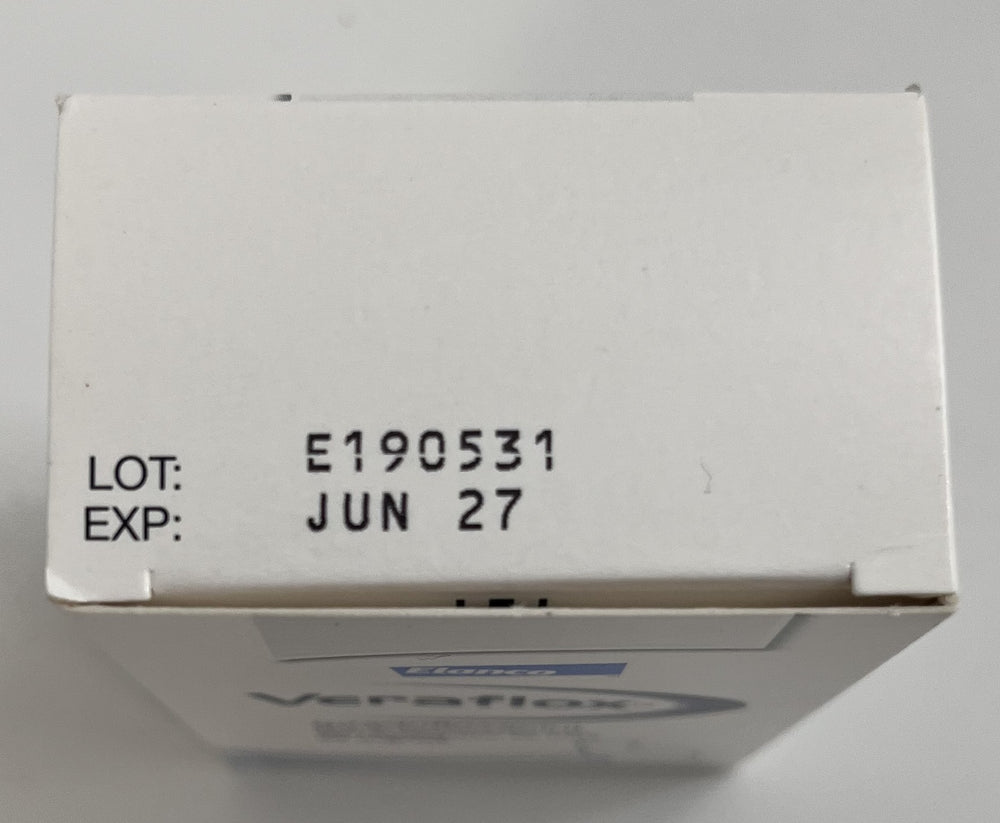 LOT: E190531
EXP: JUN 27
Elanco
Veraflox